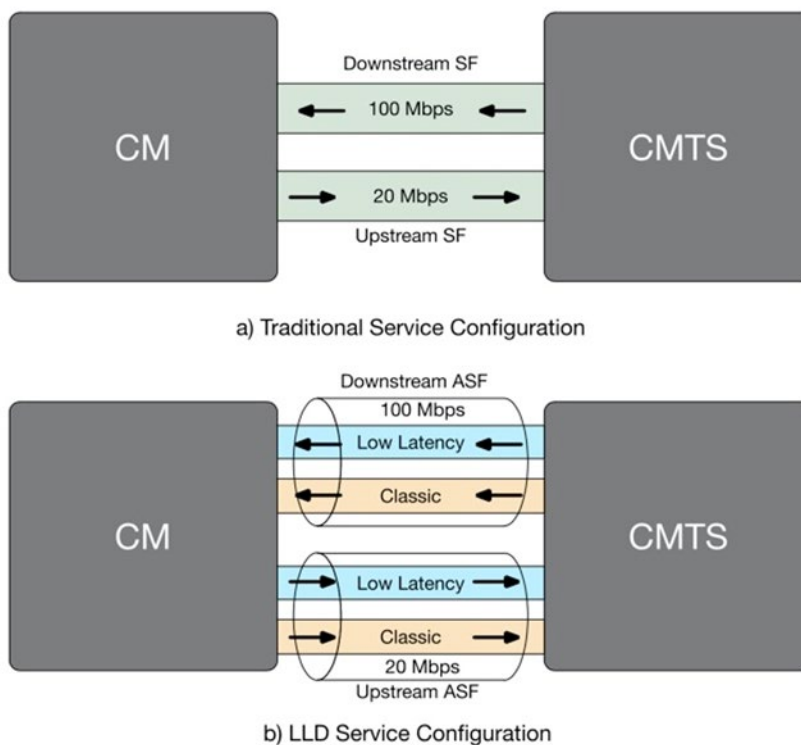 Downstream SF
100 Mbps
CM
CMTS
20 Mbps
Upstream SF
a) Traditional Service Configuration
Downstream ASF
100 Mbps
Low Latency
Classic
CM
CMTS
Low Latency
Classic
20 Mbps
Upstream ASF
b) LLD Service Configuration